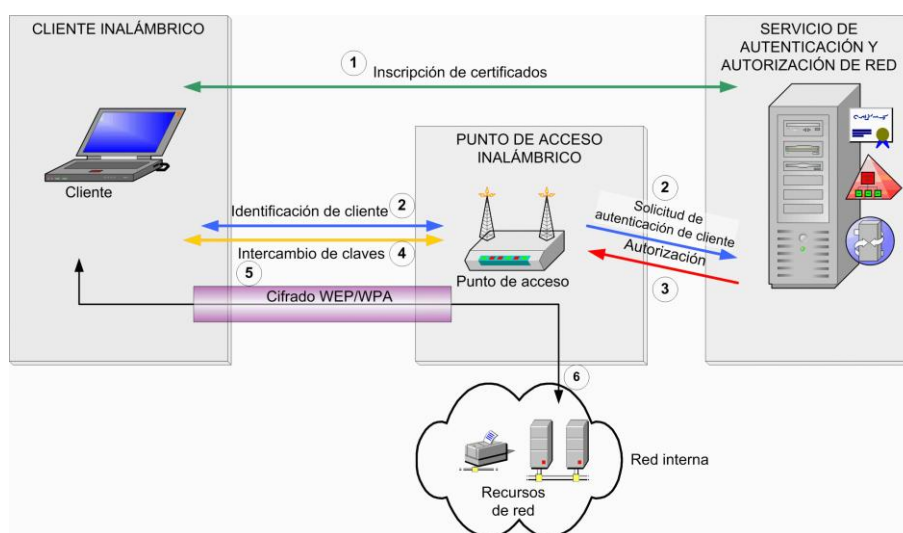 CLIENTE INALÁMBRICO
SERVICIO DE
AUTENTICACIÓN Y
AUTORIZACIÓN DE RED
1
Inscripción de certificados
PUNTO DE ACCESO
INALÁMBRICO
Cliente
Identificación de cliente
2
2
Solicitud de
autenticación de cliente
Autorización
Intercambio de claves
4
Punto de acceso
3
5
Cifrado WEP/WPA
6
Red interna
Recursos
de red